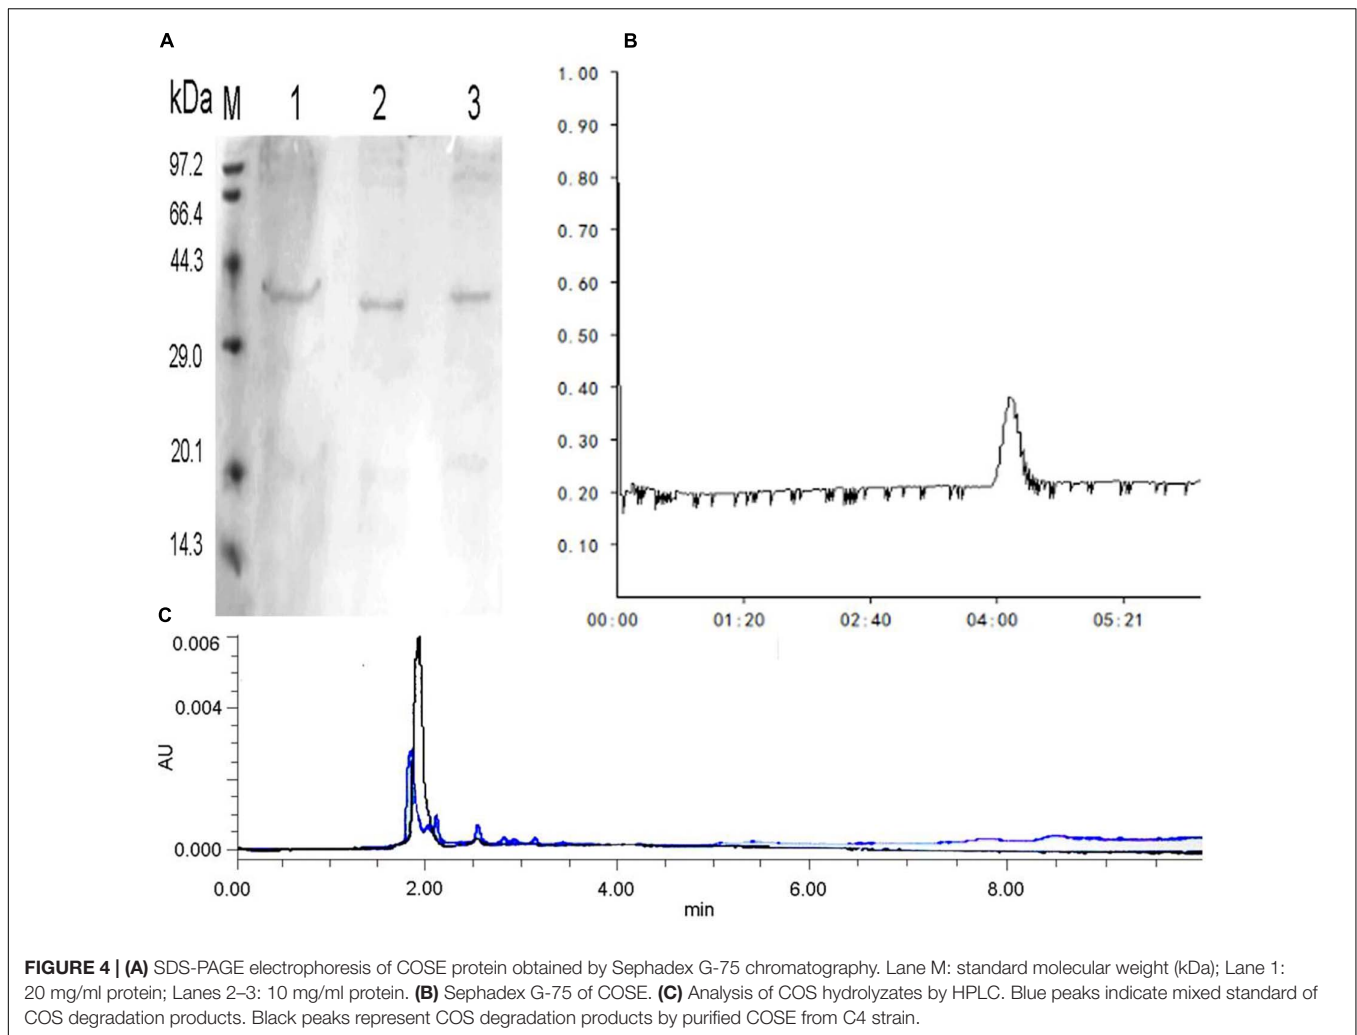 A
kDa M 1 2 3
97.2
66.4
44.3
29.0
20.1
14.3
B
1.00
0.90
0.80
0.70
0.60
0.50
0.40
0.30
0.20
0.10
00:00 01:20 02:40 04:00 05:21
C
0.006
0.004
0.000
AU
0.00 2.00 4.00 6.00 8.00
min
FIGURE 4 | (A) SDS-PAGE electrophoresis of COSE protein obtained by Sephadex G-75 chromatography. Lane M: standard molecular weight (kDa); Lane 1:
20 mg/ml protein; Lanes 2–3: 10 mg/ml protein. (B) Sephadex G-75 of COSE. (C) Analysis of COS hydrolyzates by HPLC. Blue peaks indicate mixed standard of
COS degradation products. Black peaks represent COS degradation products by purified COSE from C4 strain.